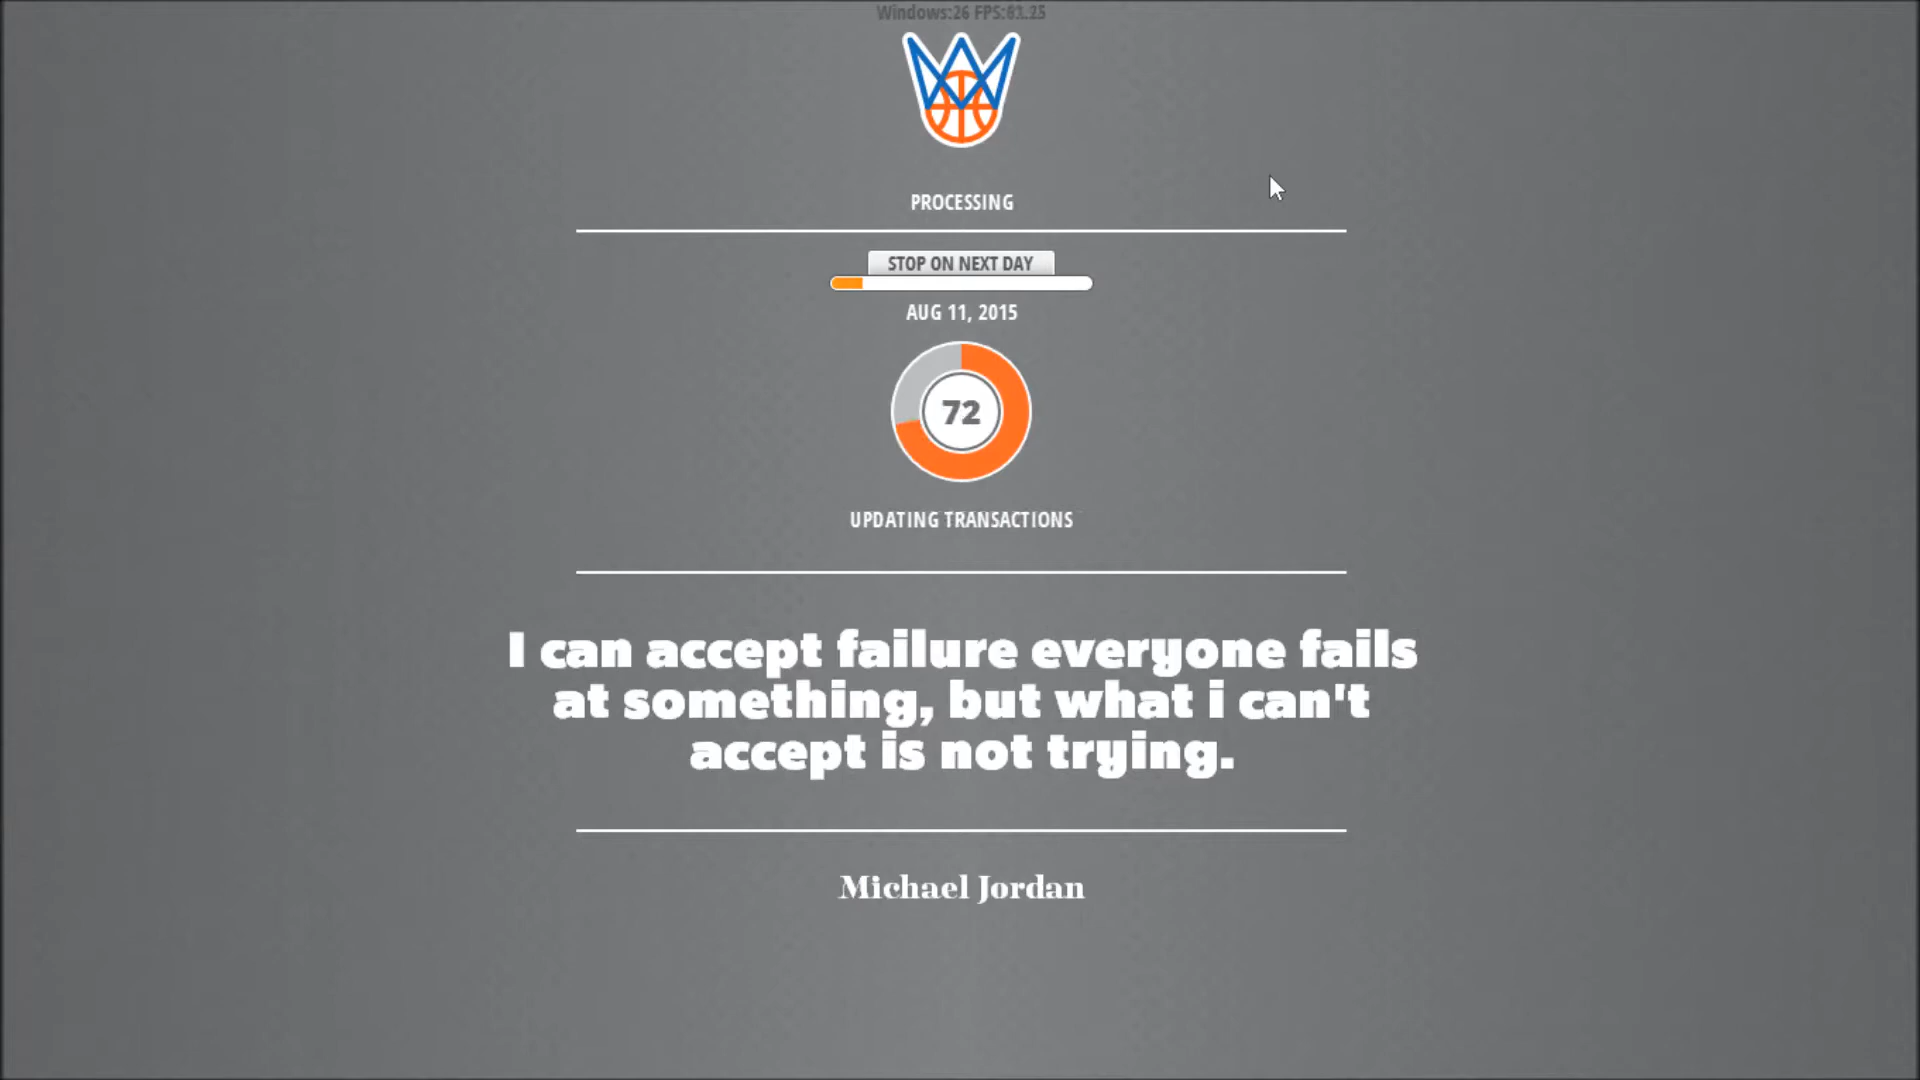 Windows:26 FPS:83.25
PROCESSING
STOP ON NEXT DAY
AUG 11, 2015
72
UPDATING TRANSACTIONS
I can accept failure everyone fails
at something, but what i can't
accept is not trying.
Michael Jordan